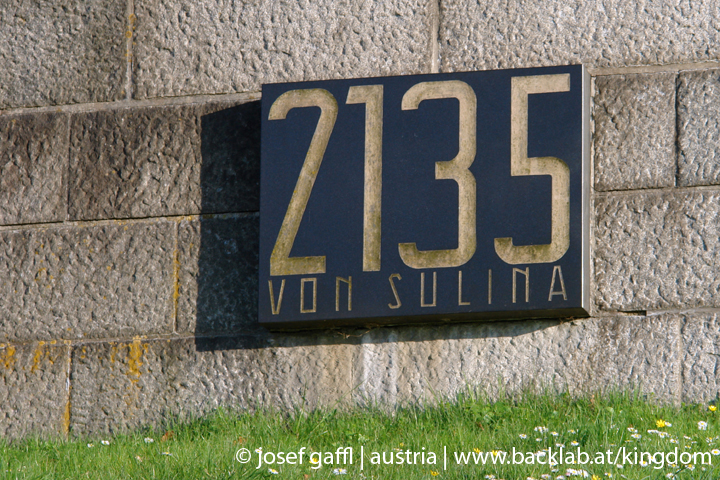 2135
VON SULINA
© josef gaffl | austria | www.backlab.at/kingdom